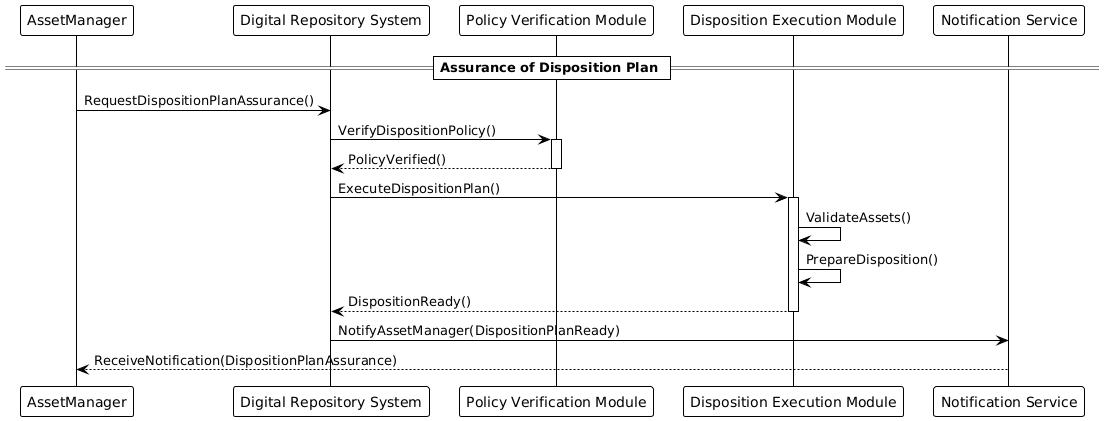 AssetManager
Digital Repository System
Policy Verification Module
Disposition Execution Module
Notification Service
Assurance of Disposition Plan
RequestDispositionPlanAssurance()
VerifyDispositionPolicy()
PolicyVerified()
ExecuteDispositionPlan()
ValidateAssets()
PrepareDisposition()
DispositionReady()
NotifyAssetManager(DispositionPlanReady)
ReceiveNotification(DispositionPlanAssurance)
AssetManager
Digital Repository System
Policy Verification Module
Disposition Execution Module
Notification Service